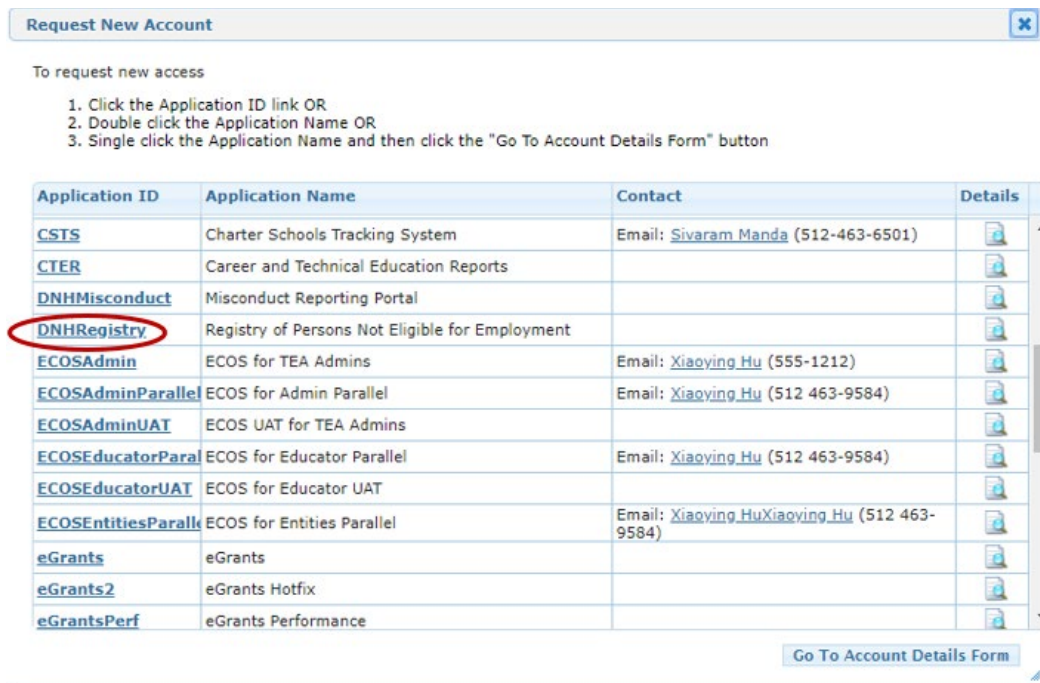 Request New Account
To request new access
1. Click the Application ID link OR
2. Double click the Application Name OR
3. Single click the Application Name and then click the "Go To Account Details Form" button
Application ID Application Name Contact Details
CSTS Charter Schools Tracking System Email: Sivaram Manda (512-463-6501)
CTER Career and Technical Education Reports
DNHMisconduct Misconduct Reporting Portal
DNHRegistry Registry of Persons Not Eligible for Employment
ECOSAdmin ECOS for TEA Admins Email: Xiaoying Hu (555-1212)
ECOSAdminParallel ECOS for Admin Parallel Email: Xiaoying Hu (512 463-9584)
ECOSAdminUAT ECOS UAT for TEA Admins
ECOSEducatorParal ECOS for Educator Parallel Email: Xiaoying Hu (512 463-9584)
ECOSEducatorUAT ECOS for Educator UAT
ECOSEntitiesParalle ECOS for Entities Parallel Email: Xiaoying HuXiaoying Hu (512 463-
9584)
eGrants eGrants
eGrants2 eGrants Hotfix
eGrantsPerf eGrants Performance
Go To Account Details Form